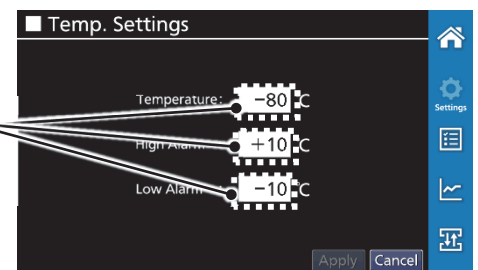 Temp. Settings
Temperature: -80 C
High Alarm : +10 C
Low Alarm : -10 C
Settings
Apply Cancel